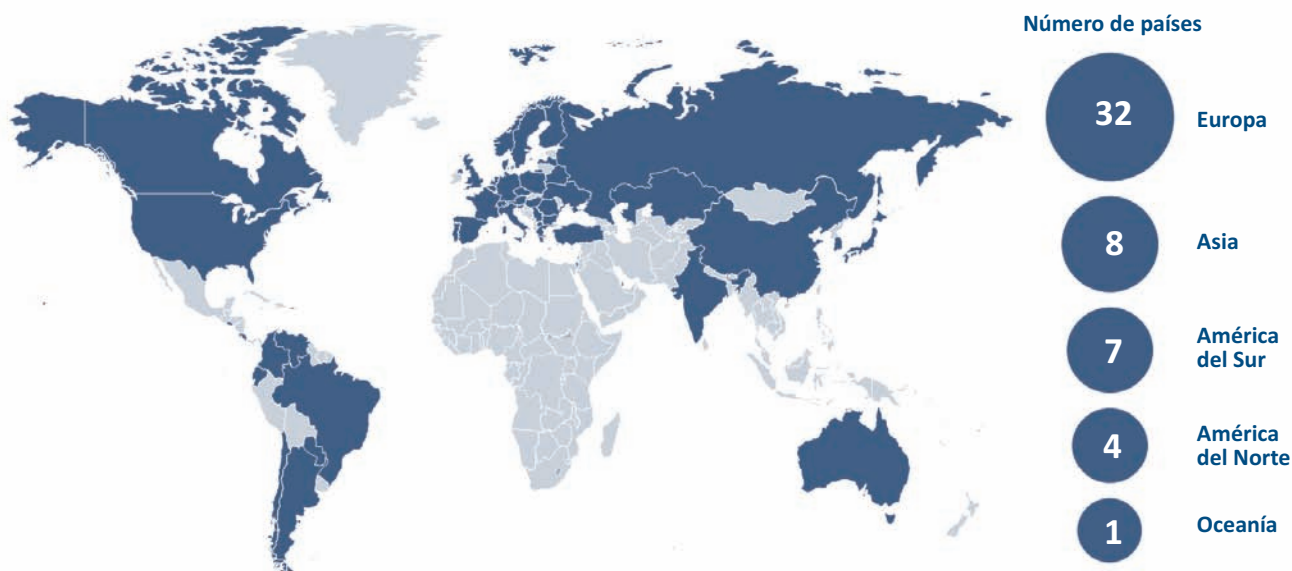 Número de países
32
Europa
8
Asia
7
América
del Sur
4
América
del Norte
1
Oceanía